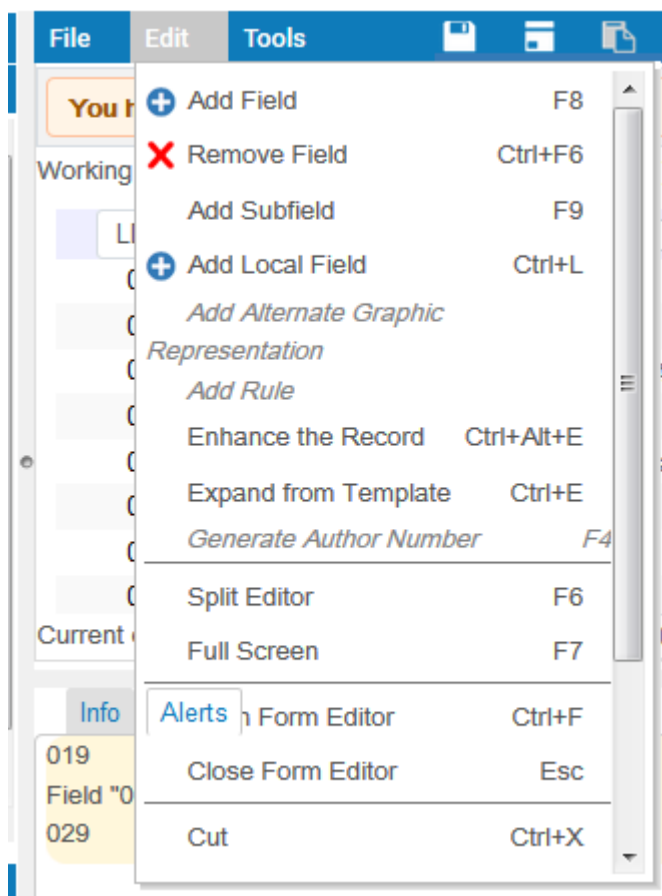 File Edit Tools
You h
Add Field F8
Remove Field Ctrl+F6
Working
Add Subfield F9
LI
Add Local Field Ctrl+L
Add Alternate Graphic
Representation
Add Rule
Enhance the Record Ctrl+Alt+E
Expand from Template Ctrl+E
Generate Author Number F4
Split Editor F6
Current
Full Screen F7
Info Alerts n Form Editor Ctrl+F
019
Close Form Editor Esc
Field "0
029
Cut Ctrl+X